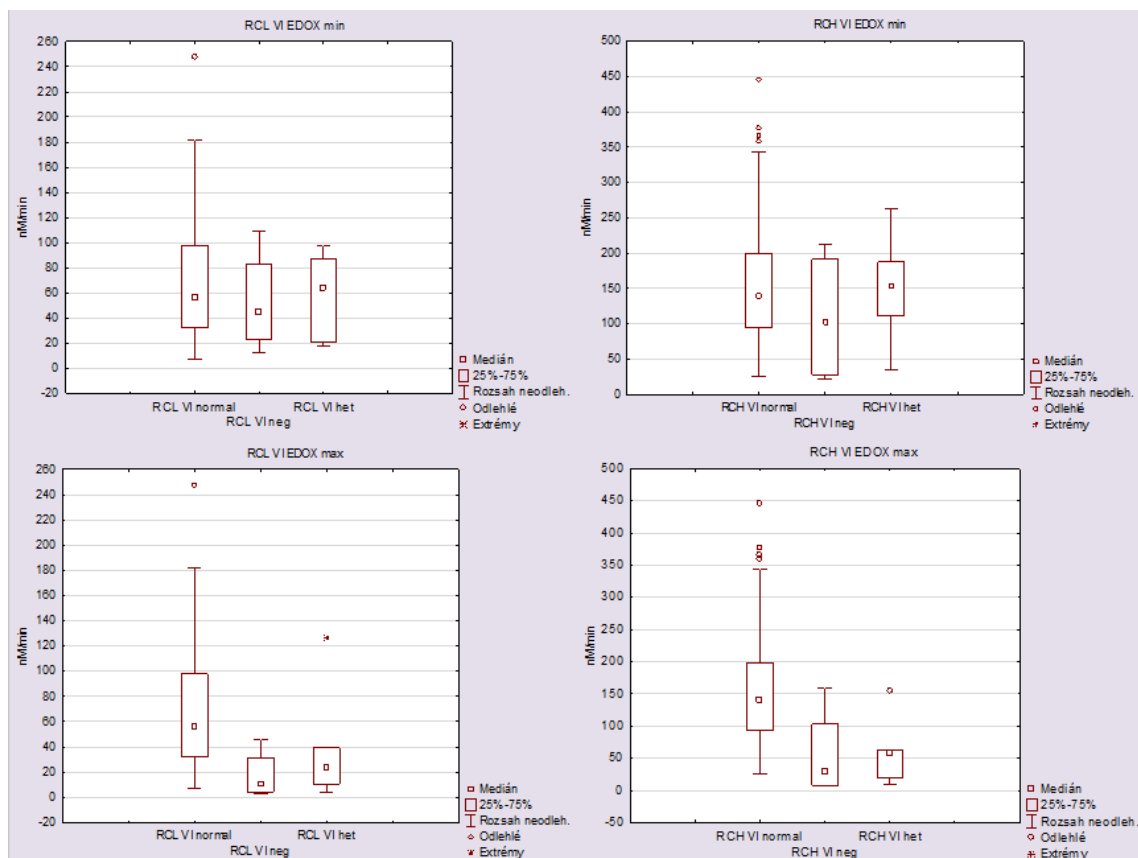 RCL VI EDOX min
260
240
220
200
180
160
140
120
100
80
60
40
20
0
-20
nM/min
RCL VI normal
RCL VI neg
RCL VI het
Medián
25%-75%
Rozsah neodleh.
Odlehlé
Extrémy
RCH VI EDOX min
500
450
400
350
300
250
200
150
100
50
0
nM/min
RCH VI normal
RCH VI neg
RCH VI het
Medián
25%-75%
Rozsah neodleh.
Odlehlé
Extrémy
RCL VI EDOX max
260
240
220
200
180
160
140
120
100
80
60
40
20
0
-20
nM/min
RCL VI normal
RCL VI neg
RCL VI het
Medián
25%-75%
Rozsah neodleh.
Odlehlé
Extrémy
RCH VI EDOX max
500
450
400
350
300
250
200
150
100
50
0
-50
nM/min
RCH VI normal
RCH VI neg
RCH VI het
Medián
25%-75%
Rozsah neodleh.
Odlehlé
Extrémy